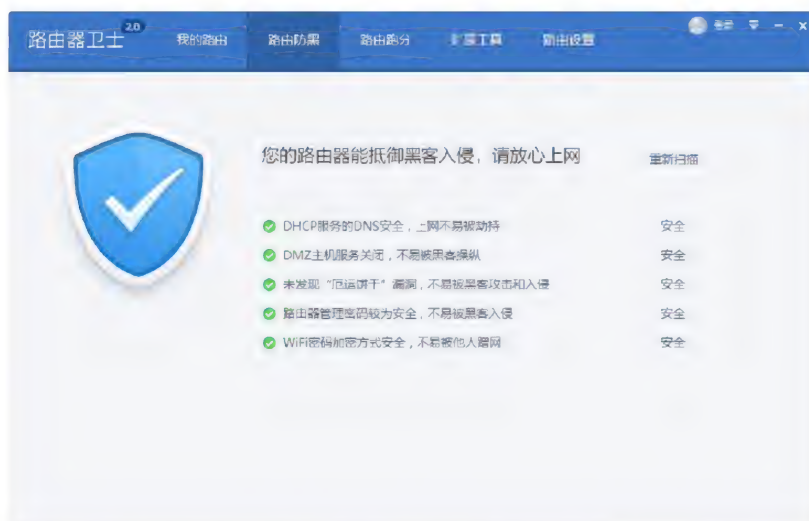 路由器卫士 2.0
我的路由 路由防黑 路由跑分 扩展工具 路由设置 登录
您的路由器能抵御黑客入侵，请放心上网 重新扫描
DHCP服务的DNS安全，上网不易被劫持 安全
DMZ主机服务关闭，不易被黑客操纵 安全
未发现“厄运饼干”漏洞，不易被黑客攻击和入侵 安全
路由器管理密码较为安全，不易被黑客入侵 安全
WiFi密码加密方式安全，不易被他人蹭网 安全